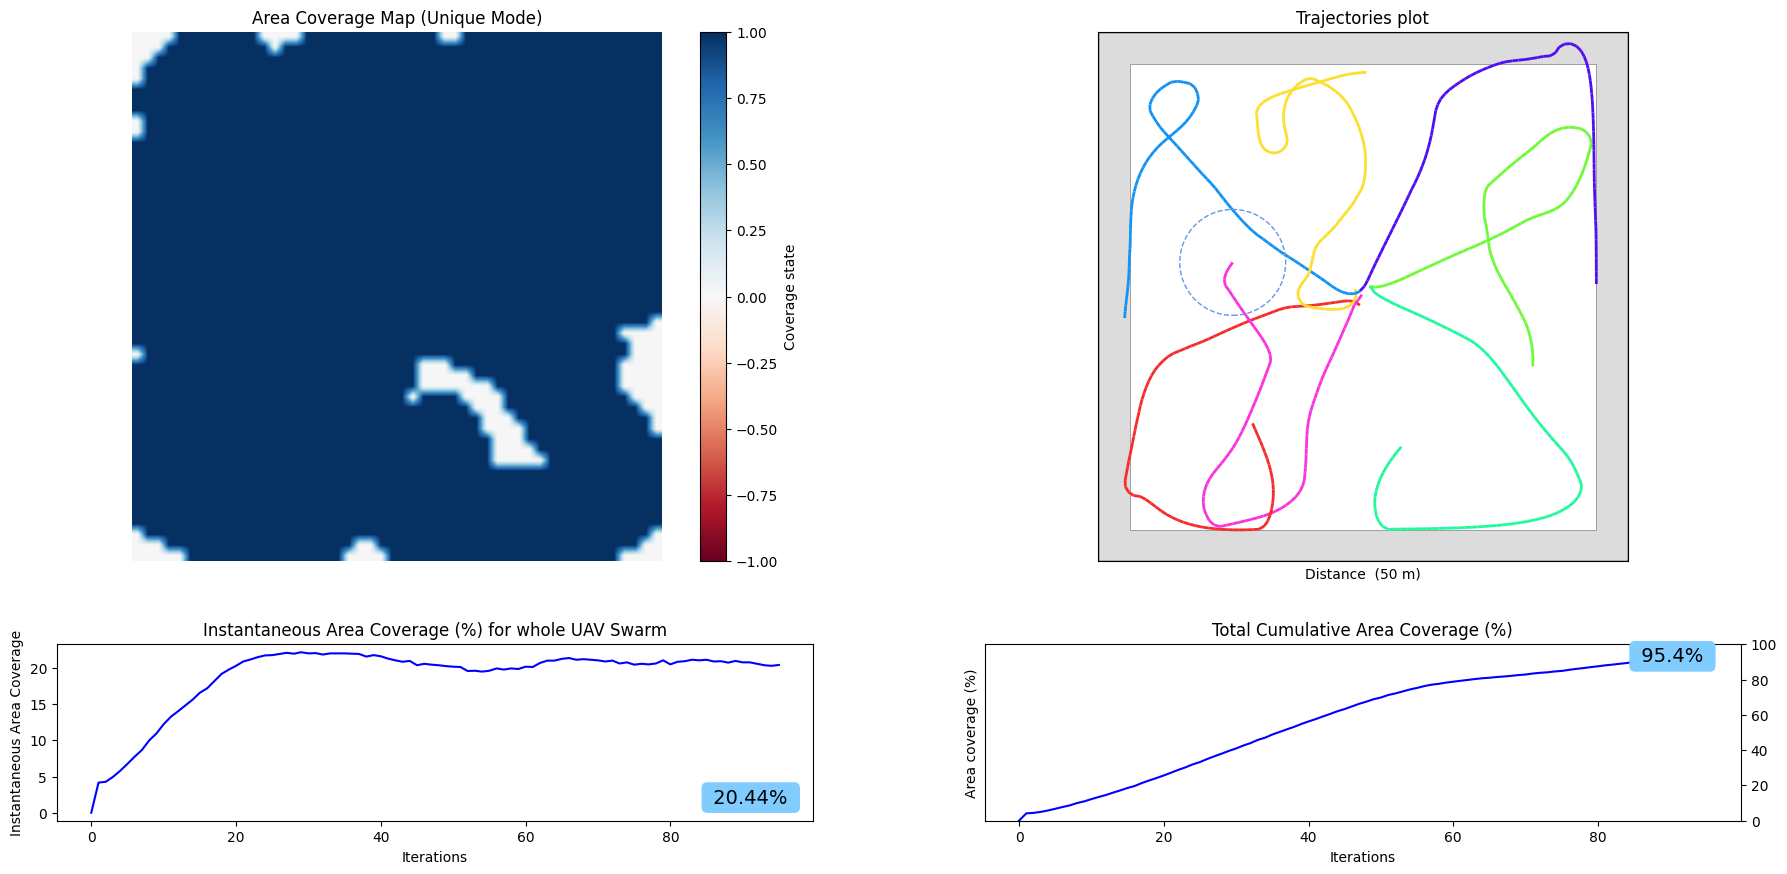 Area Coverage Map (Unique Mode)
1.00
0.75
0.50
0.25
0.00
−0.25
−0.50
−0.75
−1.00
Coverage state
Trajectories plot
Distance  (50 m)
Instantaneous Area Coverage (%) for whole UAV Swarm
Instantaneous Area Coverage
20
15
10
5
0
20.44%
0 20 40 60 80
Iterations
Total Cumulative Area Coverage (%)
Area coverage (%)
95.4%
100
80
60
40
20
0
0 20 40 60 80
Iterations